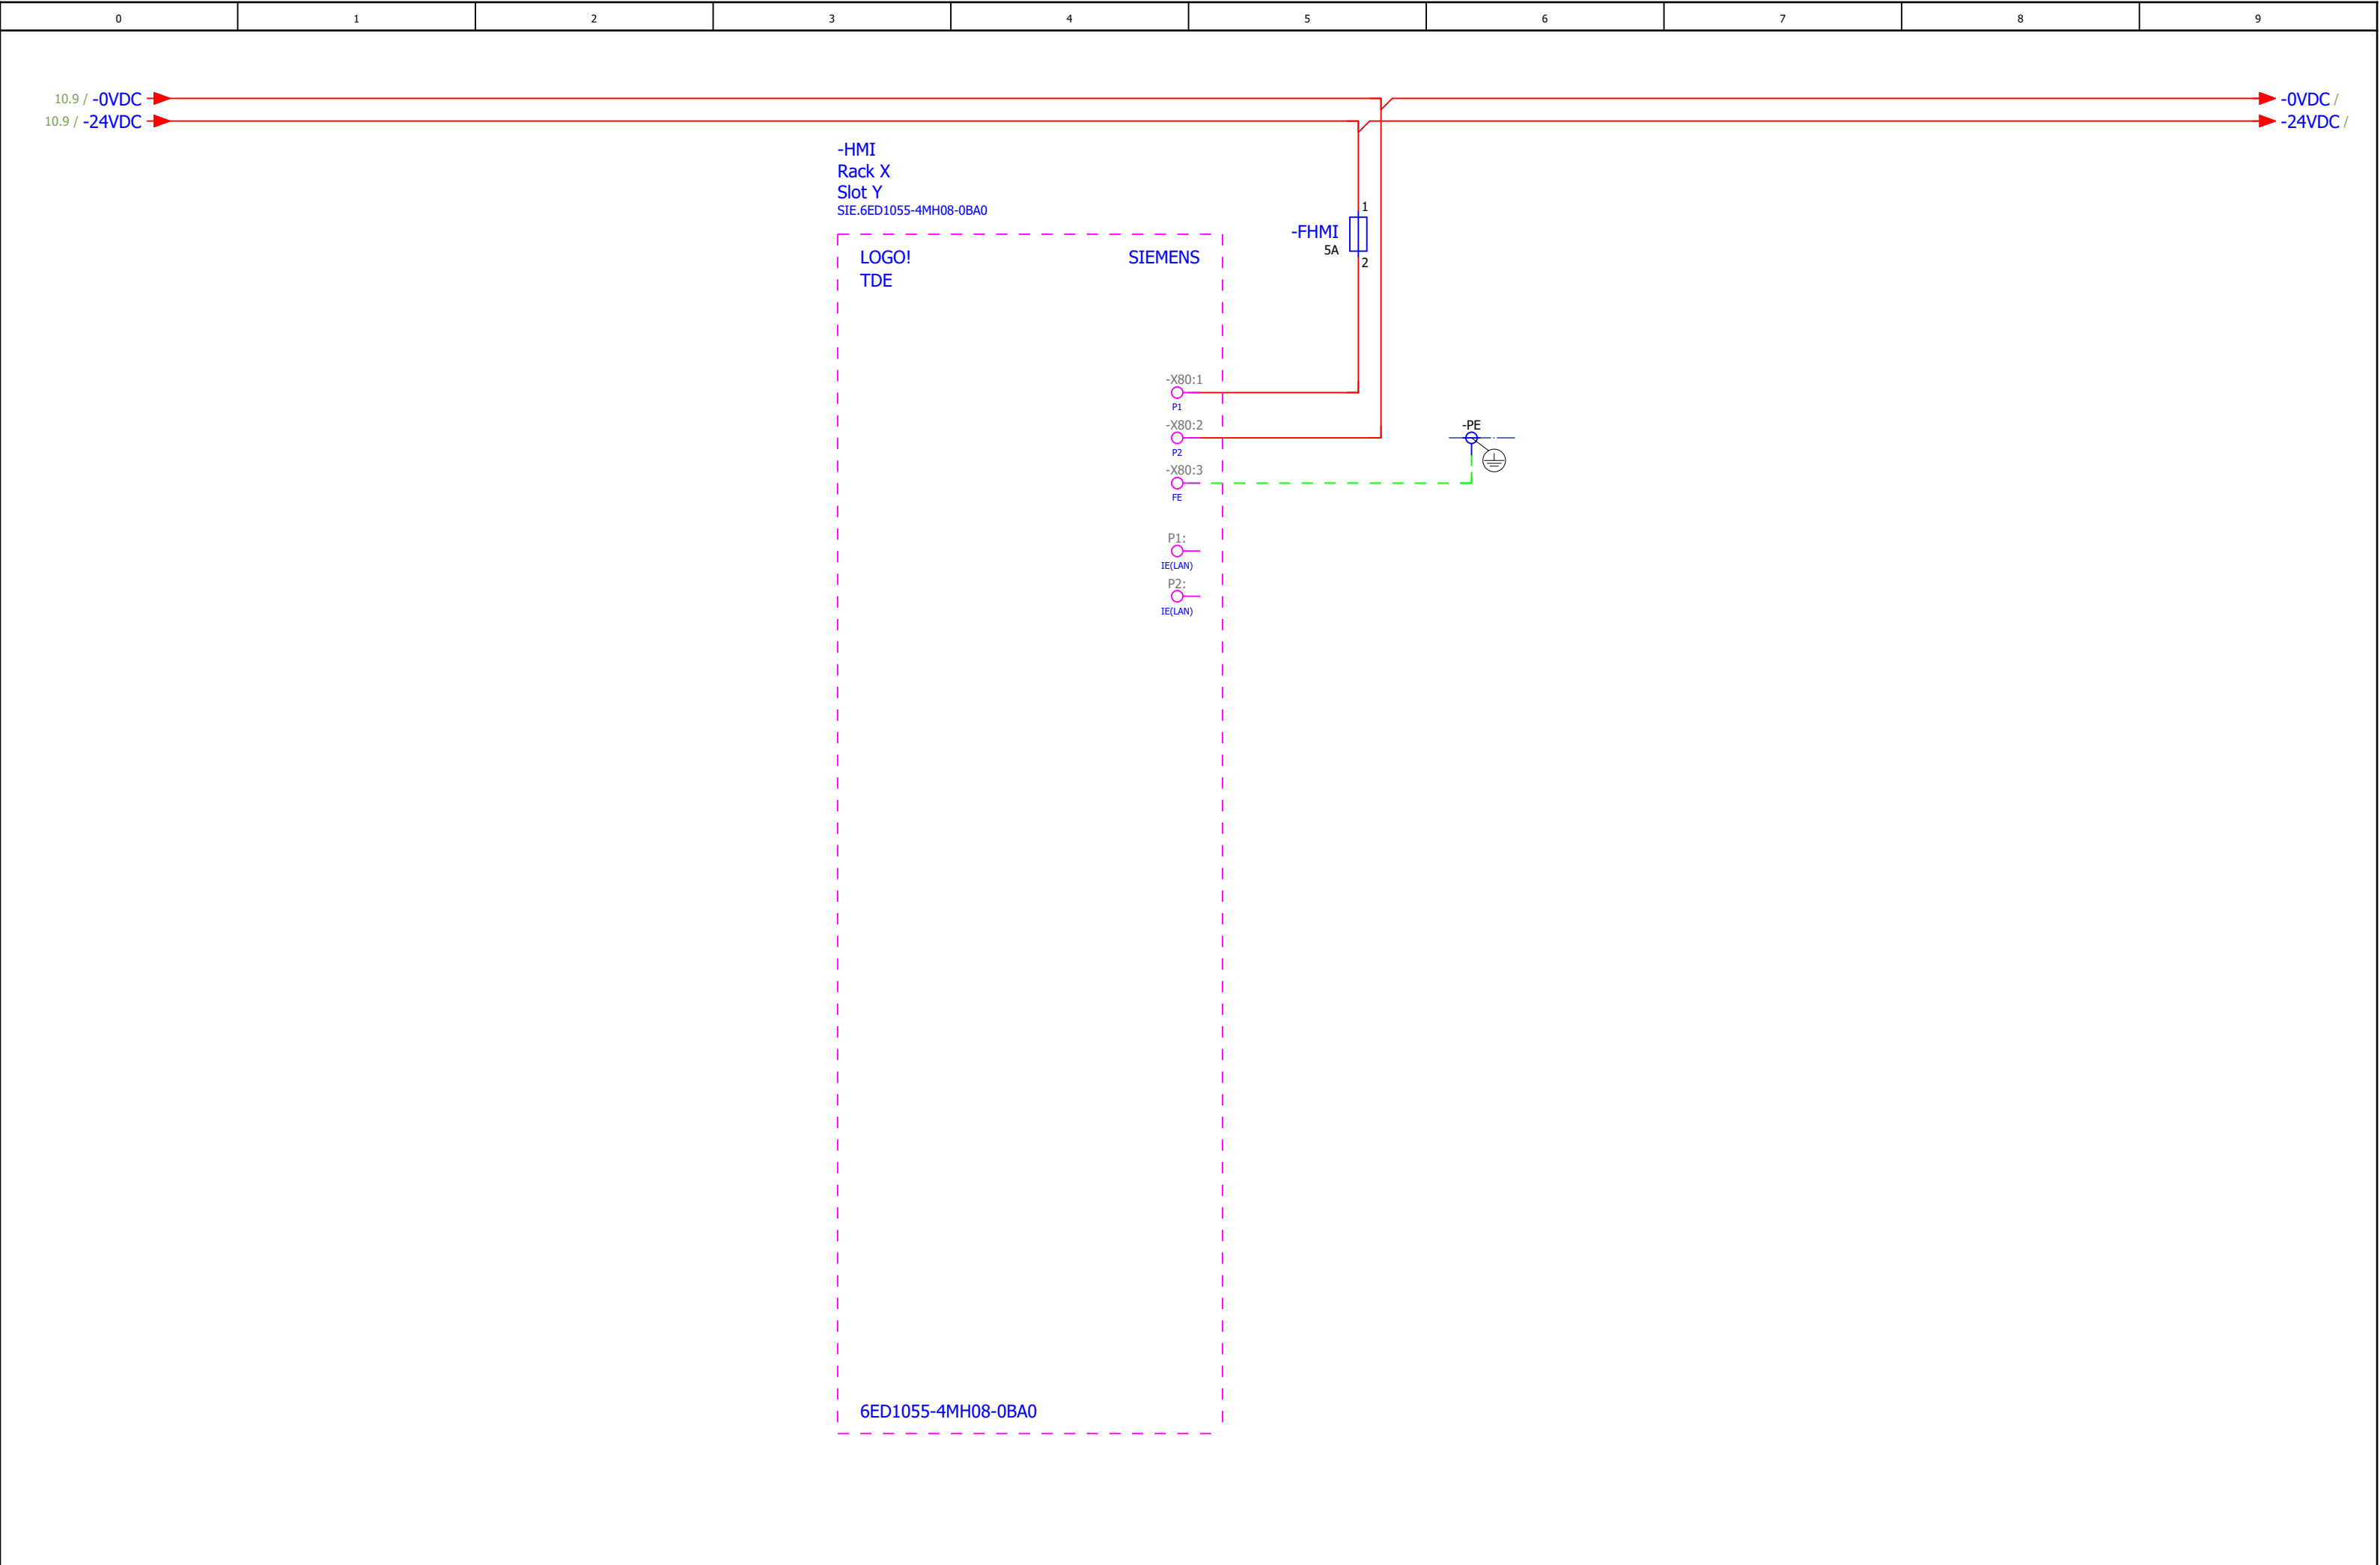 0 1 2 3 4 5 6 7 8 9
10.9 / -0VDC
-0VDC /
10.9 / -24VDC
-24VDC /
-HMI
Rack X
Slot Y
SIE.6ED1055-4MH08-0BA0
1
-FHMI
5A
2
LOGO!
SIEMENS
TDE
-X80:1
P1
-X80:2
P2
-PE
-X80:3
FE
P1:
IE(LAN)
P2:
IE(LAN)
6ED1055-4MH08-0BA0